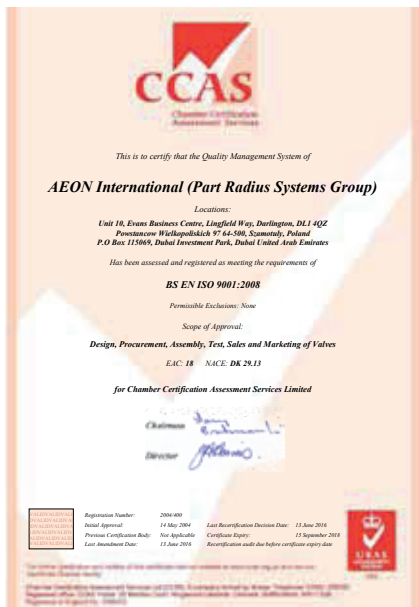 CCAS
Chamber Certification
Assessment Services
This is to certify that the Quality Management System of
AEON International (Part Radius Systems Group)
Locations:
Unit 10, Evans Business Centre, Lingfield Way, Darlington, DL1 4QZ
Powstancow Wielkopoliskich 97 64-500, Szamotuly, Poland
P.O Box 115069, Dubai Investment Park, Dubai United Arab Emirates
Has been assessed and registered as meeting the requirements of
BS EN ISO 9001:2008
Permissible Exclusions: None
Scope of Approval:
Design, Procurement, Assembly, Test, Sales and Marketing of Valves
EAC: 18 NACE: DK 29.13
for Chamber Certification Assessment Services Limited
Chairman
Director
Registration Number: 2004/400
Initial Approval: 14 May 2004 Last Recertification Decision Date: 13 June 2016
Previous Certification Body: Not Applicable Certificate Expiry: 15 September 2018
Last Amendment Date: 13 June 2016 Recertification audit due before certificate expiry date
UKAS